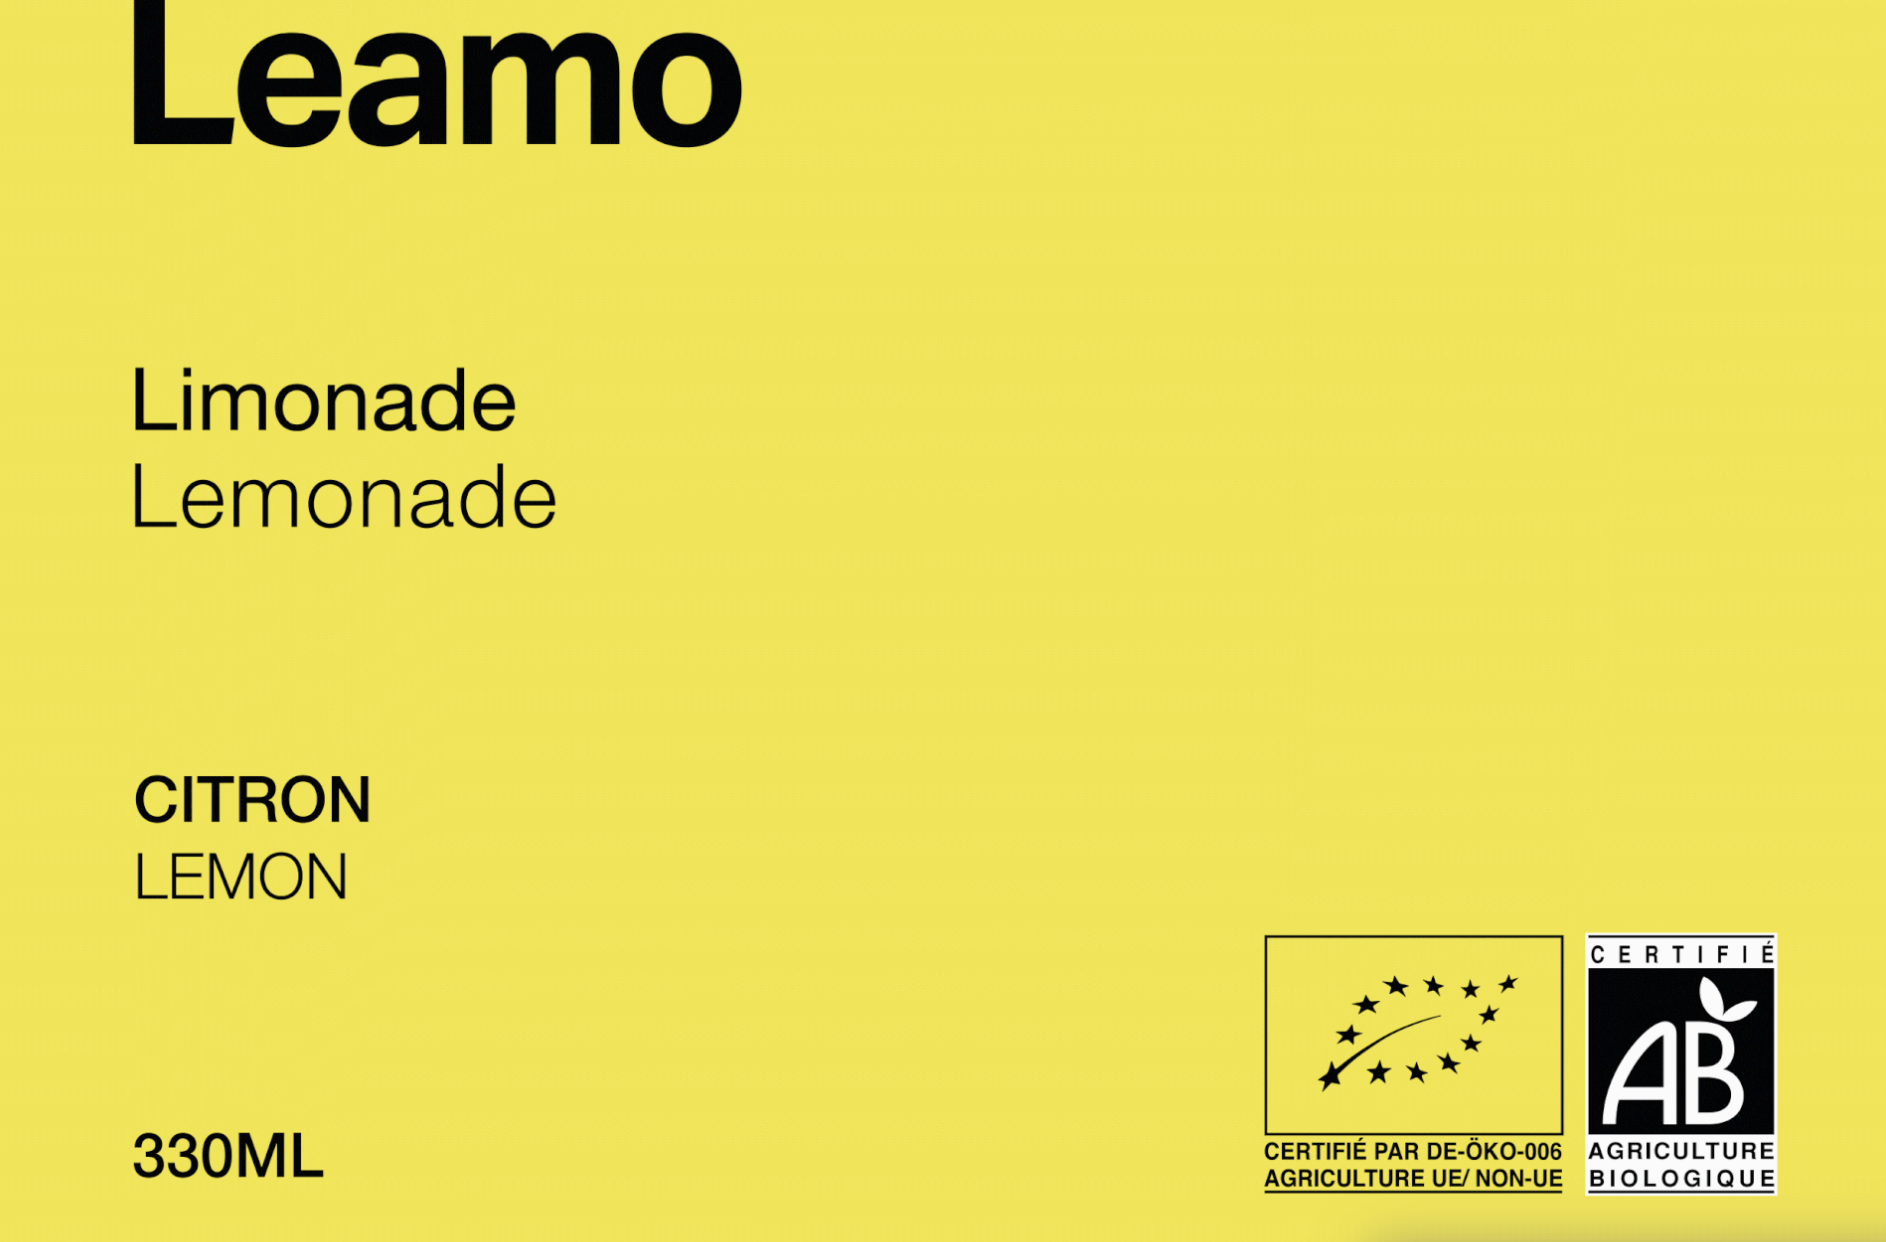 Leamo
Limonade
Lemonade
CITRON
LEMON
330ML
CERTIFIÉ PAR DE-ÖKO-006
AGRICULTURE UE/ NON-UE
CERTIFIÉ
AB
AGRICULTURE
BIOLOGIQUE